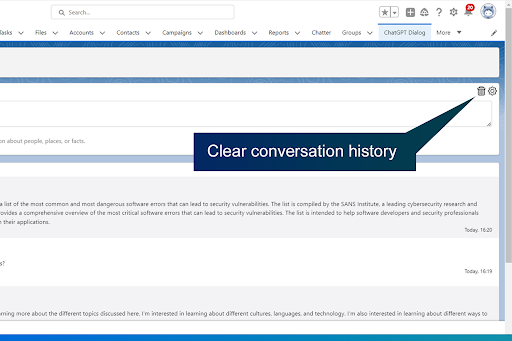 Search...
Tasks Files Accounts Contacts Campaigns Dashboards Reports Chatter Groups ChatGPT Dialog More
20
on about people, places, or facts.
Clear conversation history
a list of the most common and most dangerous software errors that can lead to security vulnerabilities. The list is compiled by the SANS Institute, a leading cybersecurity research and
ovides a comprehensive overview of the most critical software errors that can lead to security vulnerabilities. The list is intended to help software developers and security professionals
their applications.
Today, 16:20
s?
Today, 16:19
arning more about the different topics discussed here. I'm interested in learning about different cultures, languages, and technology. I'm also interested in learning about different ways to